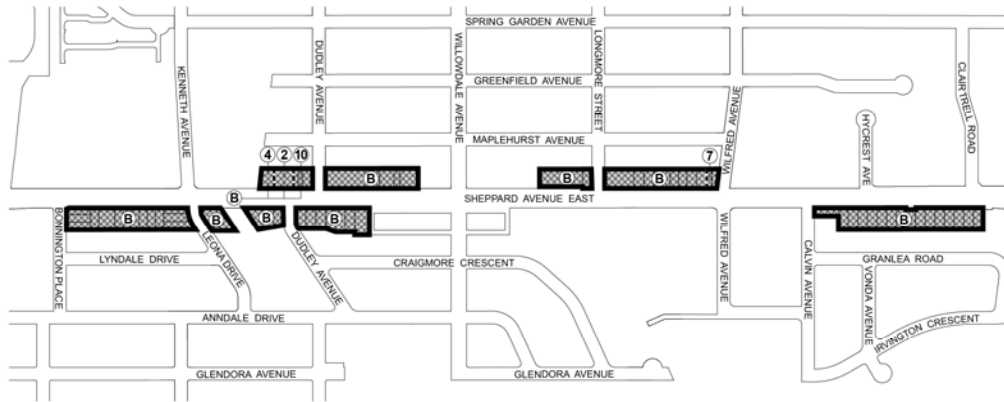 SPRING GARDEN AVENUE
KENNETH AVENUE
DUDLEY AVENUE
WILLOWDALE AVENUE
LONGMORE STREET
GREENFIELD AVENUE
WILFRED AVENUE
CLAIRTRELL ROAD
HYCREST AVE
MAPLEHURST AVENUE
4 2 10
7
B
B
B
B
SHEPPARD AVENUE EAST
B
B
B
B
B
BONNINGTON PLACE
LEONA DRIVE
DUDLEY AVENUE
WILFRED AVENUE
CALVIN AVENUE
LYNDALE DRIVE
CRAIGMORE CRESCENT
GRANLEA ROAD
VONDA AVENUE
ANNDALE DRIVE
IRVINGTON CRESCENT
GLENDORA AVENUE
GLENDORA AVENUE